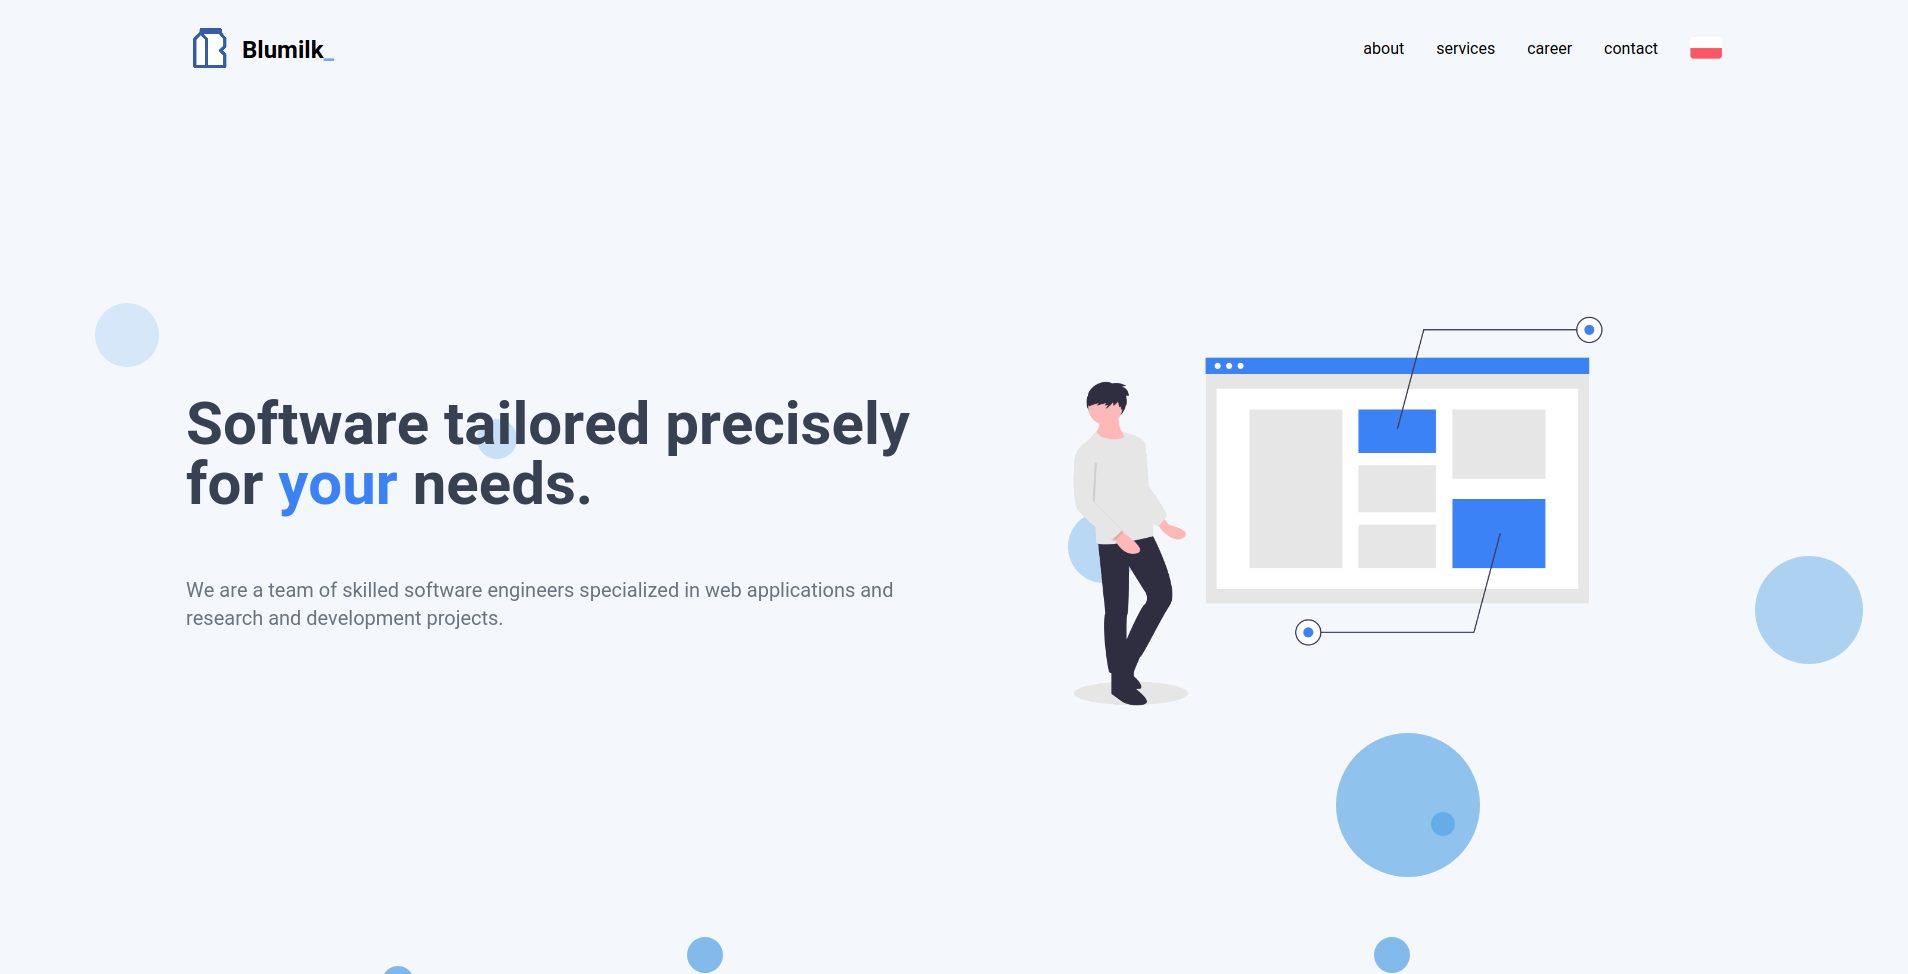 Blumilk_
about services career contact
Software tailored precisely
for your needs.
We are a team of skilled software engineers specialized in web applications and
research and development projects.